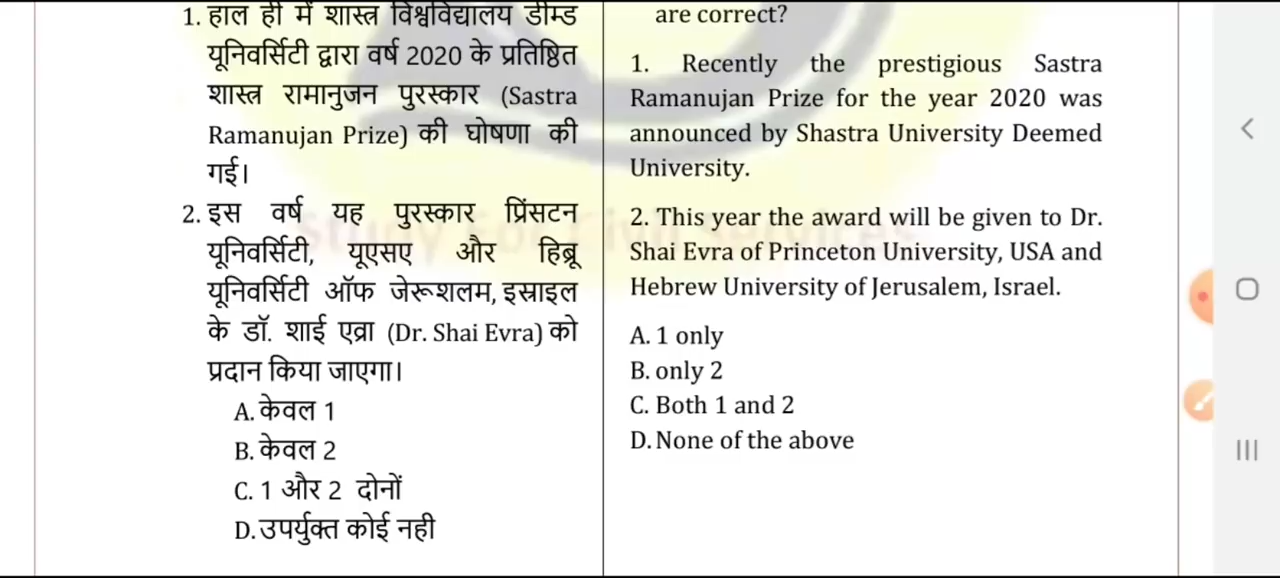 1. हाल ही में शास्त्र विश्वविद्यालय डीम्ड
यूनिवर्सिटी द्वारा वर्ष 2020 के प्रतिष्ठित
शास्त्र रामानुजन पुरस्कार (Sastra
Ramanujan Prize) की घोषणा की
गई।
2. इस वर्ष यह पुरस्कार प्रिंसटन
यूनिवर्सिटी, यूएसए और हिब्रू
यूनिवर्सिटी ऑफ जेरूशलम, इस्राइल
के डॉ. शाई एव्रा (Dr. Shai Evra) को
प्रदान किया जाएगा।
A. केवल 1
B. केवल 2
C. 1 और 2 दोनों
D. उपर्युक्त कोई नही
are correct?
1. Recently the prestigious Sastra
Ramanujan Prize for the year 2020 was
announced by Shastra University Deemed
University.
2. This year the award will be given to Dr.
Shai Evra of Princeton University, USA and
Hebrew University of Jerusalem, Israel.
A. 1 only
B. only 2
C. Both 1 and 2
D. None of the above
Study For Civil Services